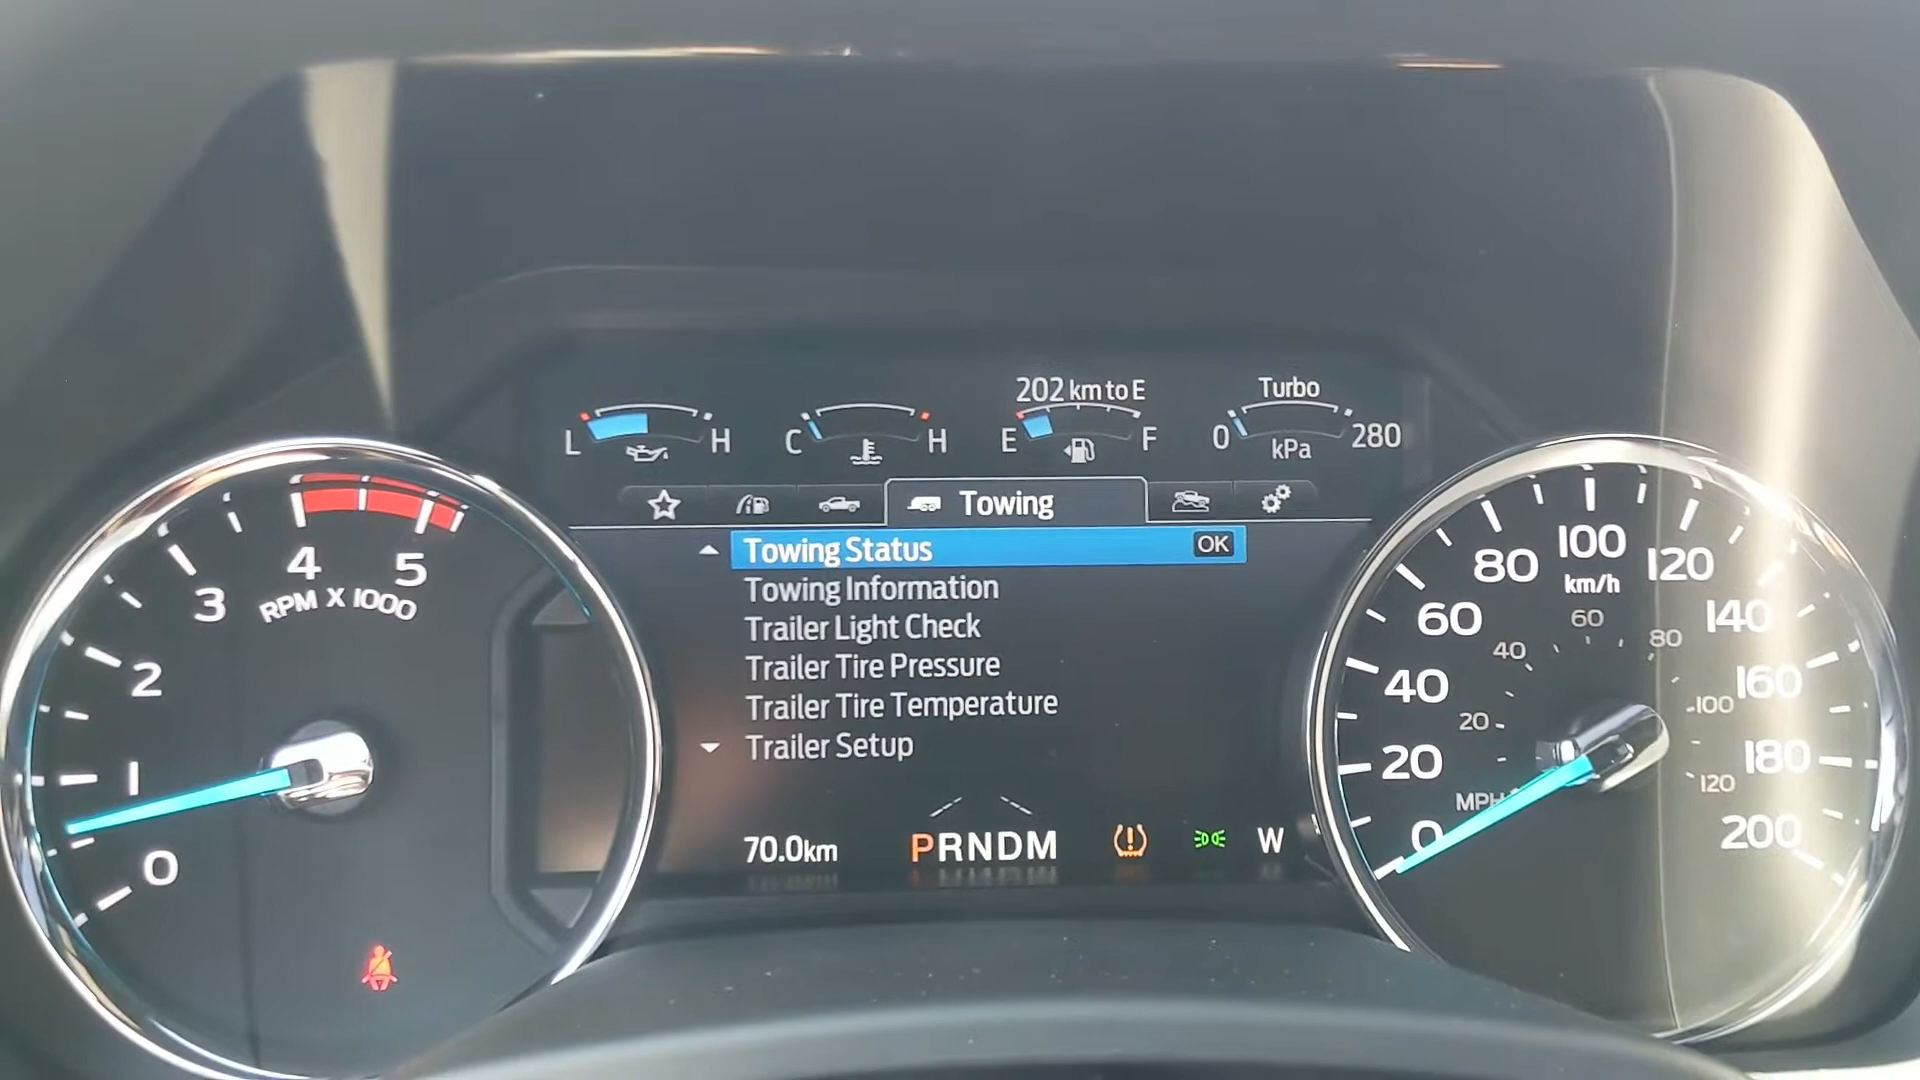 202 km to E
Turbo
L H
C H
E F
0 280
kPa
Towing
Towing Status OK
Towing Information
Trailer Light Check
Trailer Tire Pressure
Trailer Tire Temperature
Trailer Setup
70.0km PRNDM W
0 1 2 3 4 5
RPM X 1000
0 20 40 60 80 100 120 140 160 180 200
km/h
20 40 60 80 100 120
MPH